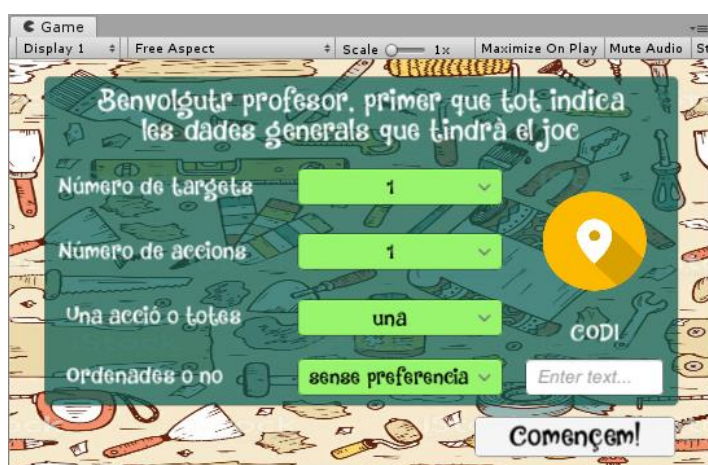 Game
Display 1 Free Aspect Scale 1x Maximize On Play Mute Audio St
Benvolgutr profesor, primer que tot indica
les dades generals que tindrà el joc
Número de targets 1
Número de accions 1
Una acció o totes una
CODI
Ordenades o no sense preferencia Enter text...
Començem!